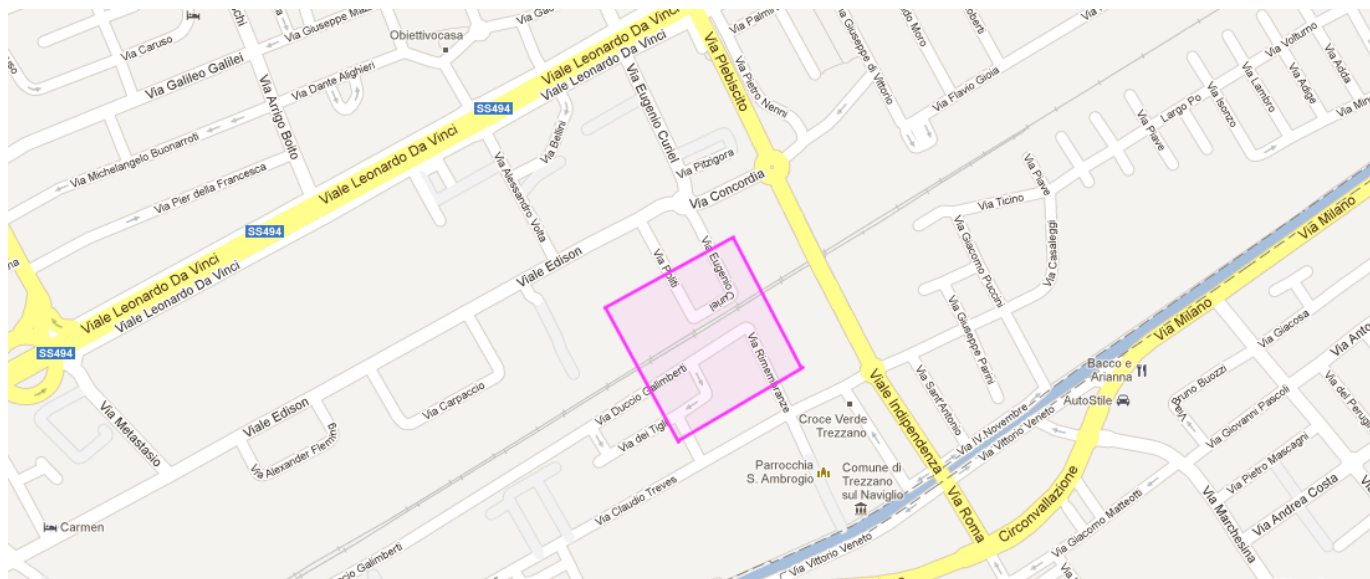 Via Caruso
Via Giuseppe
Obiettivocasa
Viale Leonardo Da Vinci
Viale Leonardo Da Vinci
Via Galileo Galilei
Via Dante Alighieri
Via Arrigo Boito
SS494
Via Plebiscito
Via Eugenio Curiel
Via Pietro Nenni
Via Giuseppe di Vittorio
Via Flavio Gioia
Via Volturno
Via Adda
Via Adige
Via Lambro
Via Isonzo
Largo Po
Via Piave
Via Bellini
Via Michelangelo Buonarroti
Viale Leonardo Da Vinci
Via Pitzigora
Via Pier della Francesca
Via Alessandro Volta
Via Concordia
Via Piave
Via Ticino
SS494
Viale Edison
Via Politi
Via Eugenio Curiel
Via Giacomo Puccini
Via Casaleggi
Via Milano
Viale Leonardo Da Vinci
Viale Leonardo Da Vinci
SS494
Via Giuseppe Parini
Via Milano
Via Giacosa
Via Rimembranze
Bacco e
Arianna
Viale Indipendenza
Via Sant'Antonio
AutoStile
Via Duccio Galimberti
Via Carpaccio
Viale Edison
Via Metastasio
Via dei Tigli
Croce Verde
Trezzano
Via IV Novembre
Via Vittorio Veneto
Via Giovanni Pascoli
Via Pietro Mascagni
Parrocchia
S. Ambrogio
Comune di
Trezzano
sul Naviglio
Circonvallazione
Via Roma
Via Claudio Treves
Via Giacomo Matteotti
Via Marchesina
Via Andrea Costa
Carmen
Duccio Galimberti
Via Vittorio Veneto